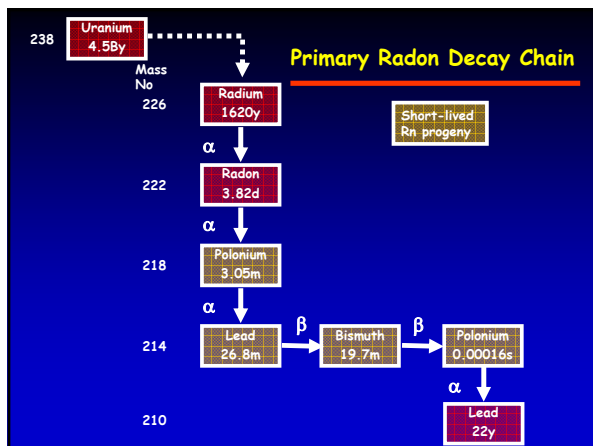 Primary Radon Decay Chain
238
Uranium
4.5By
Mass
No
226
Radium
1620y
Short-lived
Rn progeny
α
222
Radon
3.82d
α
218
Polonium
3.05m
α
214
Lead
26.8m
β
Bismuth
19.7m
β
Polonium
0.00016s
α
210
Lead
22y